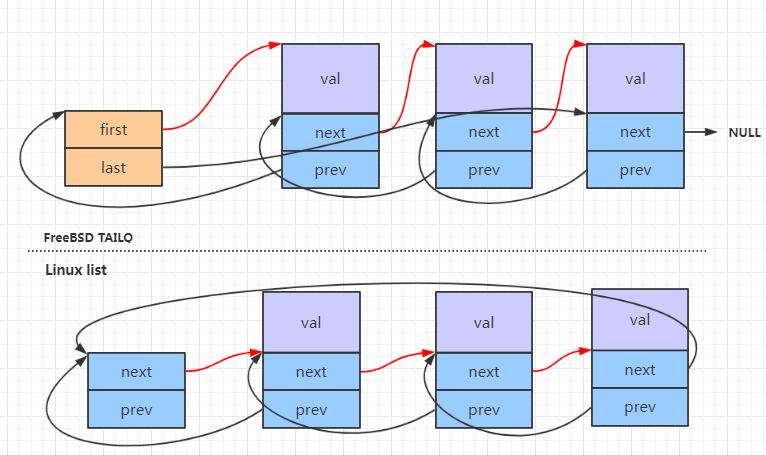 val
val
val
first
next
next
next
NULL
last
prev
prev
prev
FreeBSD TAILQ
Linux list
val
val
val
next
next
next
next
prev
prev
prev
prev